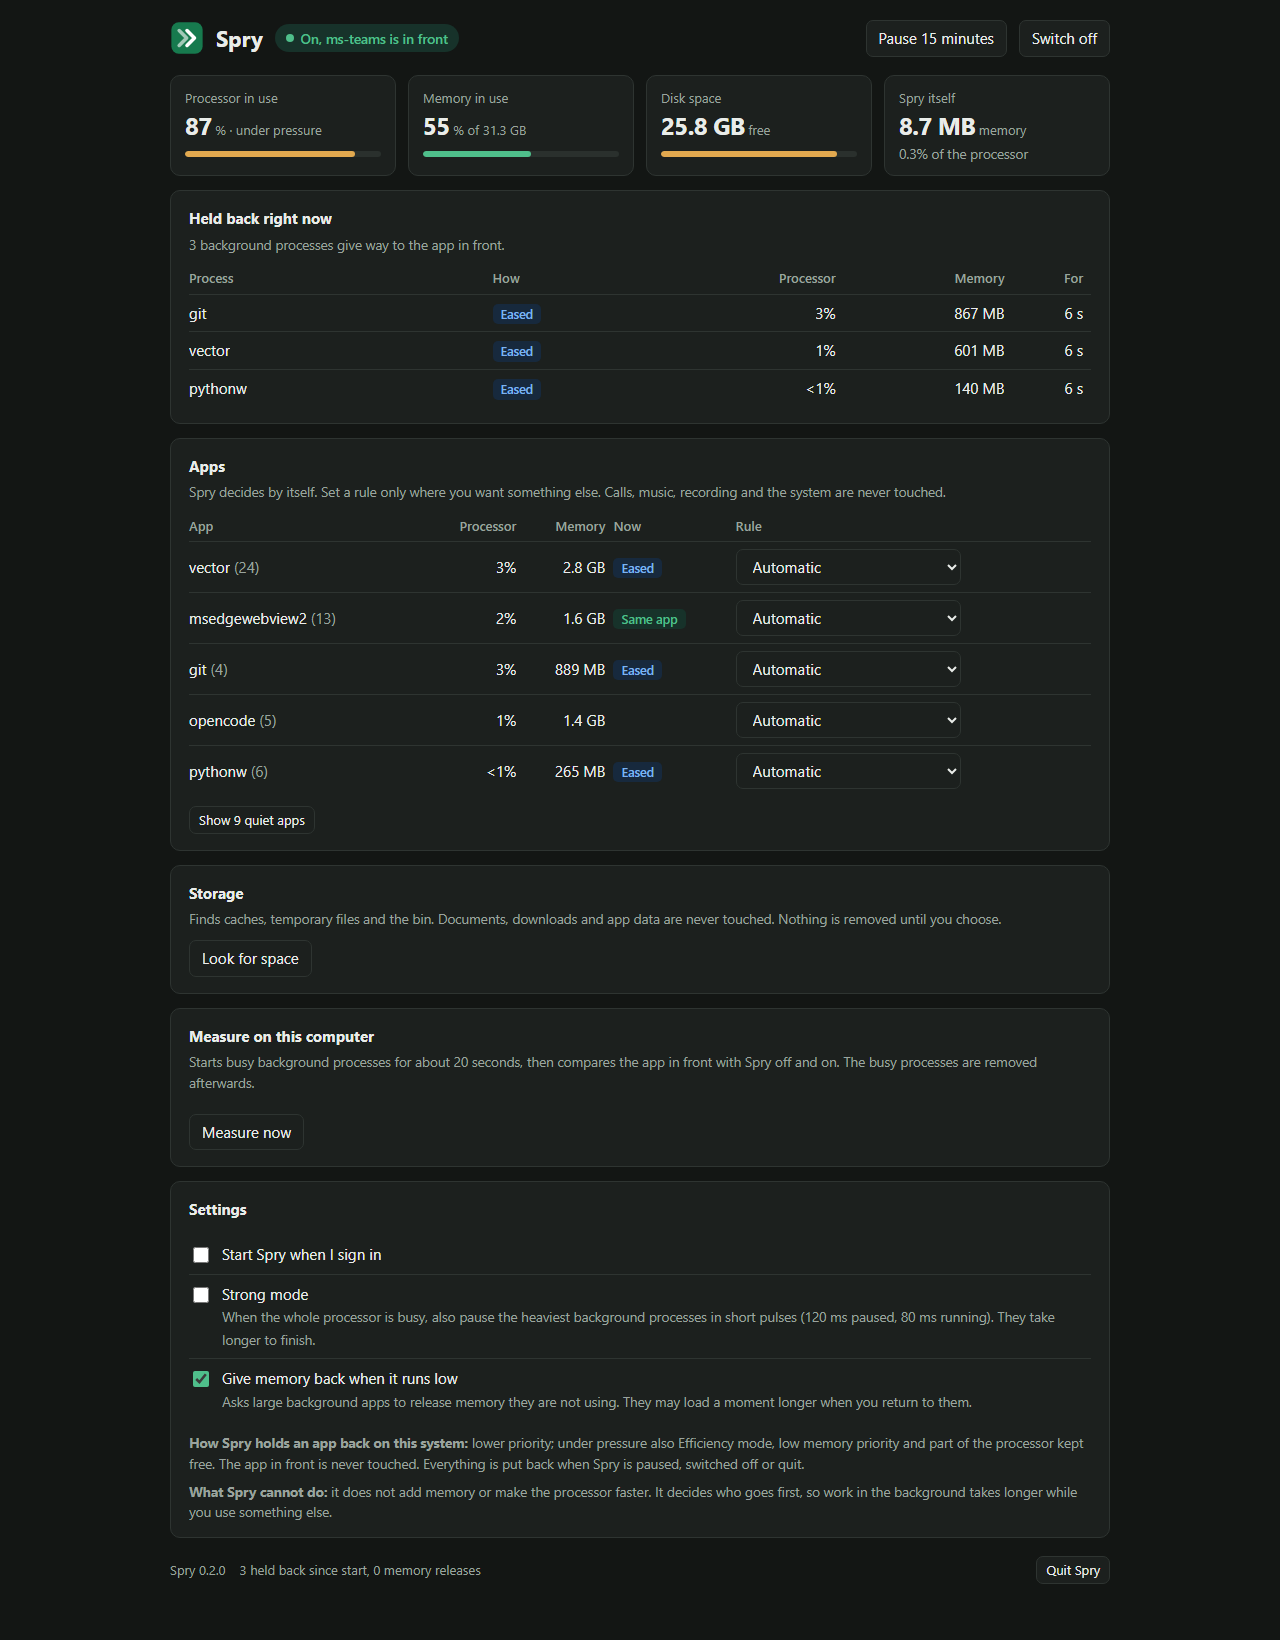 Spry
On, ms-teams is in front
Pause 15 minutes
Switch off
Processor in use
87 % · under pressure
Memory in use
55 % of 31.3 GB
Disk space
25.8 GB free
Spry itself
8.7 MB memory
0.3% of the processor
Held back right now
3 background processes give way to the app in front.
Process How Processor Memory For
git Eased 3% 867 MB 6 s
vector Eased 1% 601 MB 6 s
pythonw Eased <1% 140 MB 6 s
Apps
Spry decides by itself. Set a rule only where you want something else. Calls, music, recording and the system are never touched.
App Processor Memory Now Rule
vector (24) 3% 2.8 GB Eased Automatic
msedgewebview2 (13) 2% 1.6 GB Same app Automatic
git (4) 3% 889 MB Eased Automatic
opencode (5) 1% 1.4 GB Automatic
pythonw (6) <1% 265 MB Eased Automatic
Show 9 quiet apps
Storage
Finds caches, temporary files and the bin. Documents, downloads and app data are never touched. Nothing is removed until you choose.
Look for space
Measure on this computer
Starts busy background processes for about 20 seconds, then compares the app in front with Spry off and on. The busy processes are removed
afterwards.
Measure now
Settings
Start Spry when I sign in
Strong mode
When the whole processor is busy, also pause the heaviest background processes in short pulses (120 ms paused, 80 ms running). They take
longer to finish.
Give memory back when it runs low
Asks large background apps to release memory they are not using. They may load a moment longer when you return to them.
How Spry holds an app back on this system: lower priority; under pressure also Efficiency mode, low memory priority and part of the processor kept
free. The app in front is never touched. Everything is put back when Spry is paused, switched off or quit.
What Spry cannot do: it does not add memory or make the processor faster. It decides who goes first, so work in the background takes longer while
you use something else.
Spry 0.2.0 3 held back since start, 0 memory releases
Quit Spry